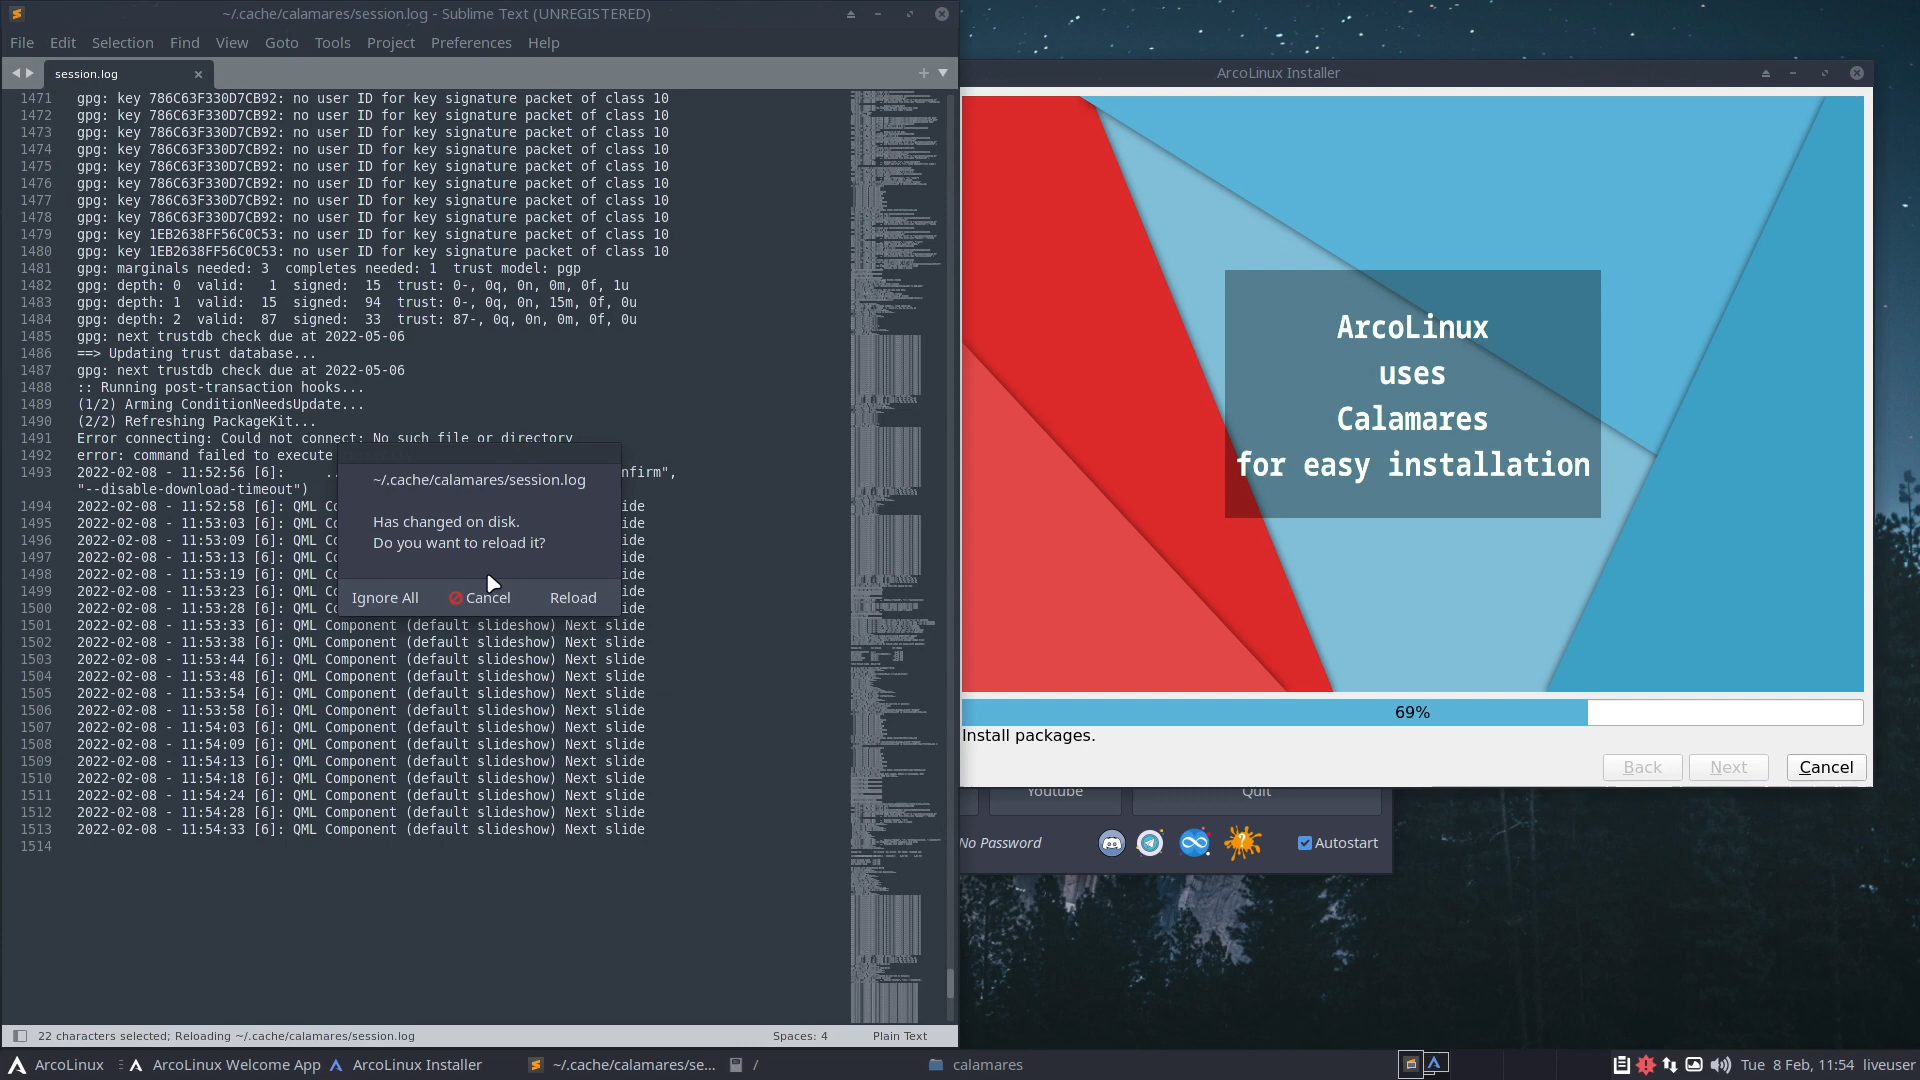 ~/.cache/calamares/session.log - Sublime Text (UNREGISTERED)
File Edit Selection Find View Goto Tools Project Preferences Help
session.log
1471 gpg: key 786C63F330D7CB92: no user ID for key signature packet of class 10
1472 gpg: key 786C63F330D7CB92: no user ID for key signature packet of class 10
1473 gpg: key 786C63F330D7CB92: no user ID for key signature packet of class 10
1474 gpg: key 786C63F330D7CB92: no user ID for key signature packet of class 10
1475 gpg: key 786C63F330D7CB92: no user ID for key signature packet of class 10
1476 gpg: key 786C63F330D7CB92: no user ID for key signature packet of class 10
1477 gpg: key 786C63F330D7CB92: no user ID for key signature packet of class 10
1478 gpg: key 786C63F330D7CB92: no user ID for key signature packet of class 10
1479 gpg: key 1EB2638FF56C0C53: no user ID for key signature packet of class 10
1480 gpg: key 1EB2638FF56C0C53: no user ID for key signature packet of class 10
1481 gpg: marginals needed: 3  completes needed: 1  trust model: pgp
1482 gpg: depth: 0  valid:   1  signed:  15  trust: 0-, 0q, 0n, 0m, 0f, 1u
1483 gpg: depth: 1  valid:  15  signed:  94  trust: 0-, 0q, 0n, 15m, 0f, 0u
1484 gpg: depth: 2  valid:  87  signed:  33  trust: 87-, 0q, 0n, 0m, 0f, 0u
1485 gpg: next trustdb check due at 2022-05-06
1486 ==> Updating trust database...
1487 gpg: next trustdb check due at 2022-05-06
1488 :: Running post-transaction hooks...
1489 (1/2) Arming ConditionNeedsUpdate...
1490 (2/2) Refreshing PackageKit...
1491 Error connecting: Could not connect: No such file or directory
1492 error: command failed to execute
1493 2022-02-08 - 11:52:56 [6]:     .. nfirm",
"--disable-download-timeout")
1494 2022-02-08 - 11:52:58 [6]: QML Co ide
1495 2022-02-08 - 11:53:03 [6]: QML Co ide
1496 2022-02-08 - 11:53:09 [6]: QML Co ide
1497 2022-02-08 - 11:53:13 [6]: QML Co ide
1498 2022-02-08 - 11:53:19 [6]: QML Co ide
1499 2022-02-08 - 11:53:23 [6]: QML Co ide
1500 2022-02-08 - 11:53:28 [6]: QML Co ide
1501 2022-02-08 - 11:53:33 [6]: QML Component (default slideshow) Next slide
1502 2022-02-08 - 11:53:38 [6]: QML Component (default slideshow) Next slide
1503 2022-02-08 - 11:53:44 [6]: QML Component (default slideshow) Next slide
1504 2022-02-08 - 11:53:48 [6]: QML Component (default slideshow) Next slide
1505 2022-02-08 - 11:53:54 [6]: QML Component (default slideshow) Next slide
1506 2022-02-08 - 11:53:58 [6]: QML Component (default slideshow) Next slide
1507 2022-02-08 - 11:54:03 [6]: QML Component (default slideshow) Next slide
1508 2022-02-08 - 11:54:09 [6]: QML Component (default slideshow) Next slide
1509 2022-02-08 - 11:54:13 [6]: QML Component (default slideshow) Next slide
1510 2022-02-08 - 11:54:18 [6]: QML Component (default slideshow) Next slide
1511 2022-02-08 - 11:54:24 [6]: QML Component (default slideshow) Next slide
1512 2022-02-08 - 11:54:28 [6]: QML Component (default slideshow) Next slide
1513 2022-02-08 - 11:54:33 [6]: QML Component (default slideshow) Next slide
1514
~/.cache/calamares/session.log
Has changed on disk.
Do you want to reload it?
Ignore All Cancel Reload
22 characters selected; Reloading ~/.cache/calamares/session.log Spaces: 4 Plain Text
ArcoLinux Installer
ArcoLinux
uses
Calamares
for easy installation
69%
Install packages.
Back Next Cancel
Youtube Quit
No Password Autostart
ArcoLinux ArcoLinux Welcome App ArcoLinux Installer ~/.cache/calamares/se... / calamares Tue 8 Feb, 11:54 liveuser